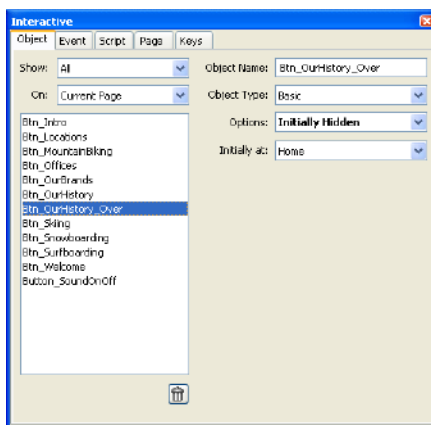 Interactive
Object Event Script Page Keys
Show: All
On: Current Page
Btn_Intro
Btn_Locations
Btn_MountainBiking
Btn_Offices
Btn_OurBrands
Btn_OurHistory
Btn_OurHistory_Over
Btn_Skiing
Btn_Snowboarding
Btn_Surfboarding
Btn_Welcome
Button_SoundOnOff
Object Name: Btn_OurHistory_Over
Object Type: Basic
Options: Initially Hidden
Initially at: Home